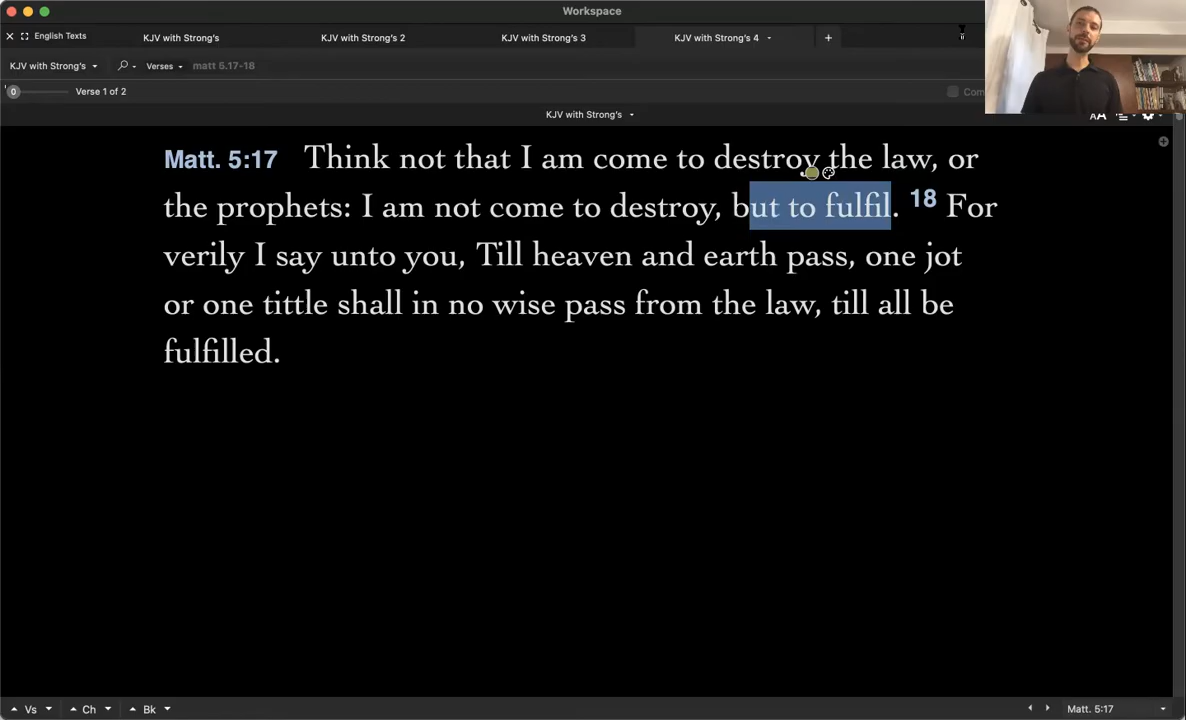 Workspace
English Texts
KJV with Strong's
KJV with Strong's 2
KJV with Strong's 3
KJV with Strong's 4
+
KJV with Strong's
Verses
matt 5.17-18
0
Verse 1 of 2
KJV with Strong's
AA
Matt. 5:17 Think not that I am come to destroy the law, or
the prophets: I am not come to destroy, but to fulfil. 18 For
verily I say unto you, Till heaven and earth pass, one jot
or one tittle shall in no wise pass from the law, till all be
fulfilled.
Vs
Ch
Bk
Matt. 5:17